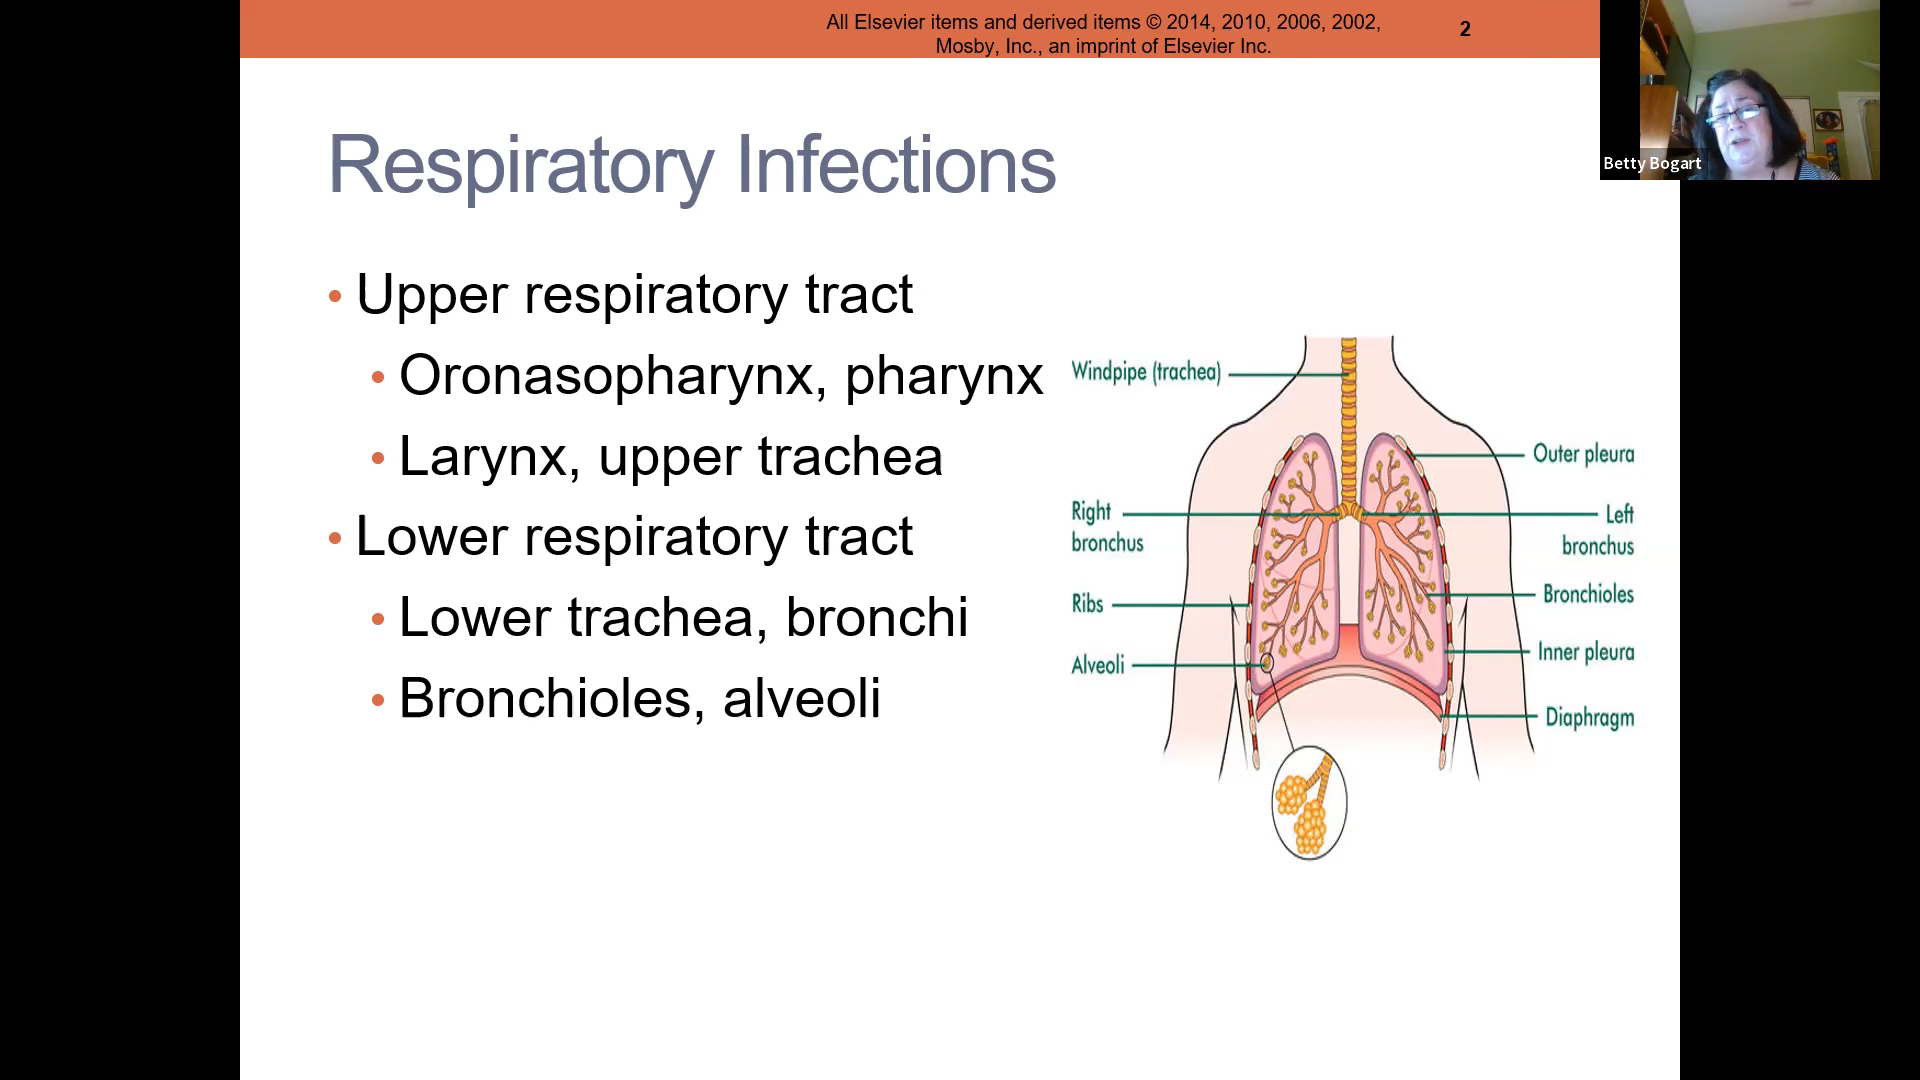 All Elsevier items and derived items © 2014, 2010, 2006, 2002,
Mosby, Inc., an imprint of Elsevier Inc.
2
Betty Bogart
Respiratory Infections
• Upper respiratory tract
• Oronasopharynx, pharynx
• Larynx, upper trachea
• Lower respiratory tract
• Lower trachea, bronchi
• Bronchioles, alveoli
Windpipe (trachea)
Right
bronchus
Ribs
Alveoli
Outer pleura
Left
bronchus
Bronchioles
Inner pleura
Diaphragm